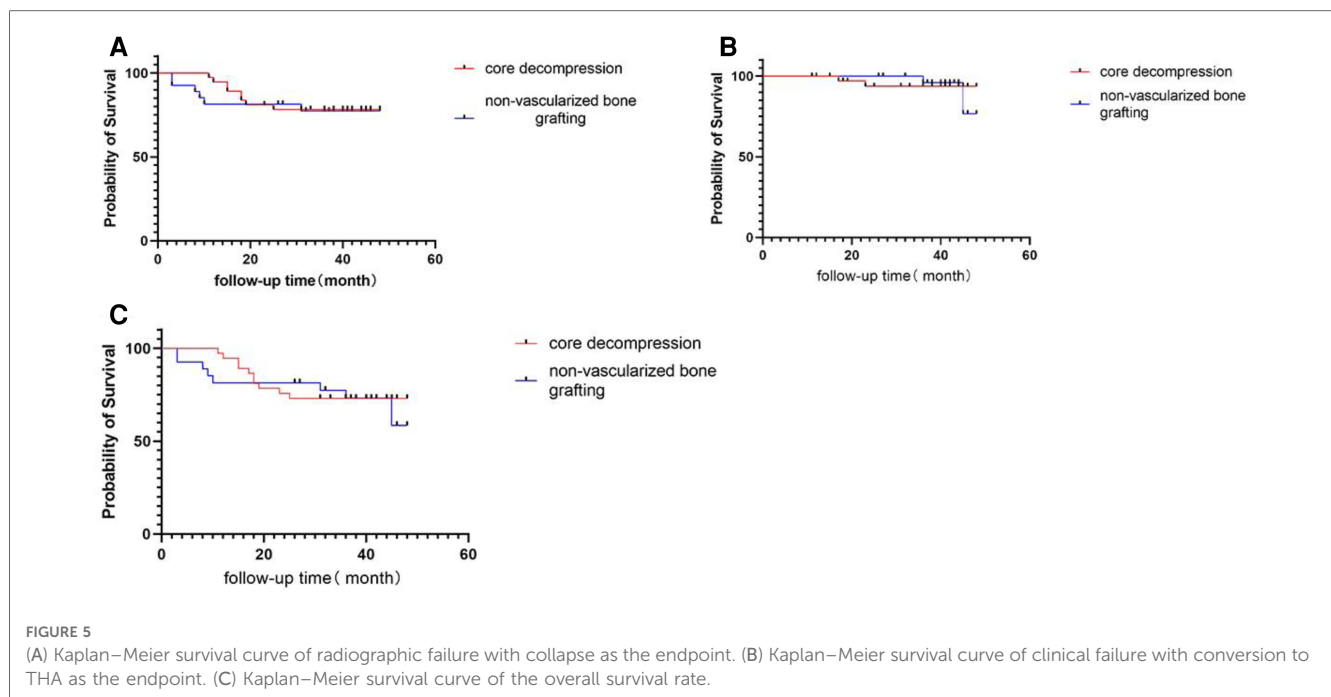 A
100
50
0
0 20 40 60
Probability of Survival
follow-up time(month)
core decompression
non-vascularized bone
grafting
B
100
50
0
0 20 40 60
Probability of Survival
follow-up time( month)
core decompression
non-vascularized bone
grafting
C
100
50
0
0 20 40 60
Probability of Survival
follow-up time( month)
core decompression
non-vascularized bone
grafting
FIGURE 5
(A) Kaplan–Meier survival curve of radiographic failure with collapse as the endpoint. (B) Kaplan–Meier survival curve of clinical failure with conversion to
THA as the endpoint. (C) Kaplan–Meier survival curve of the overall survival rate.